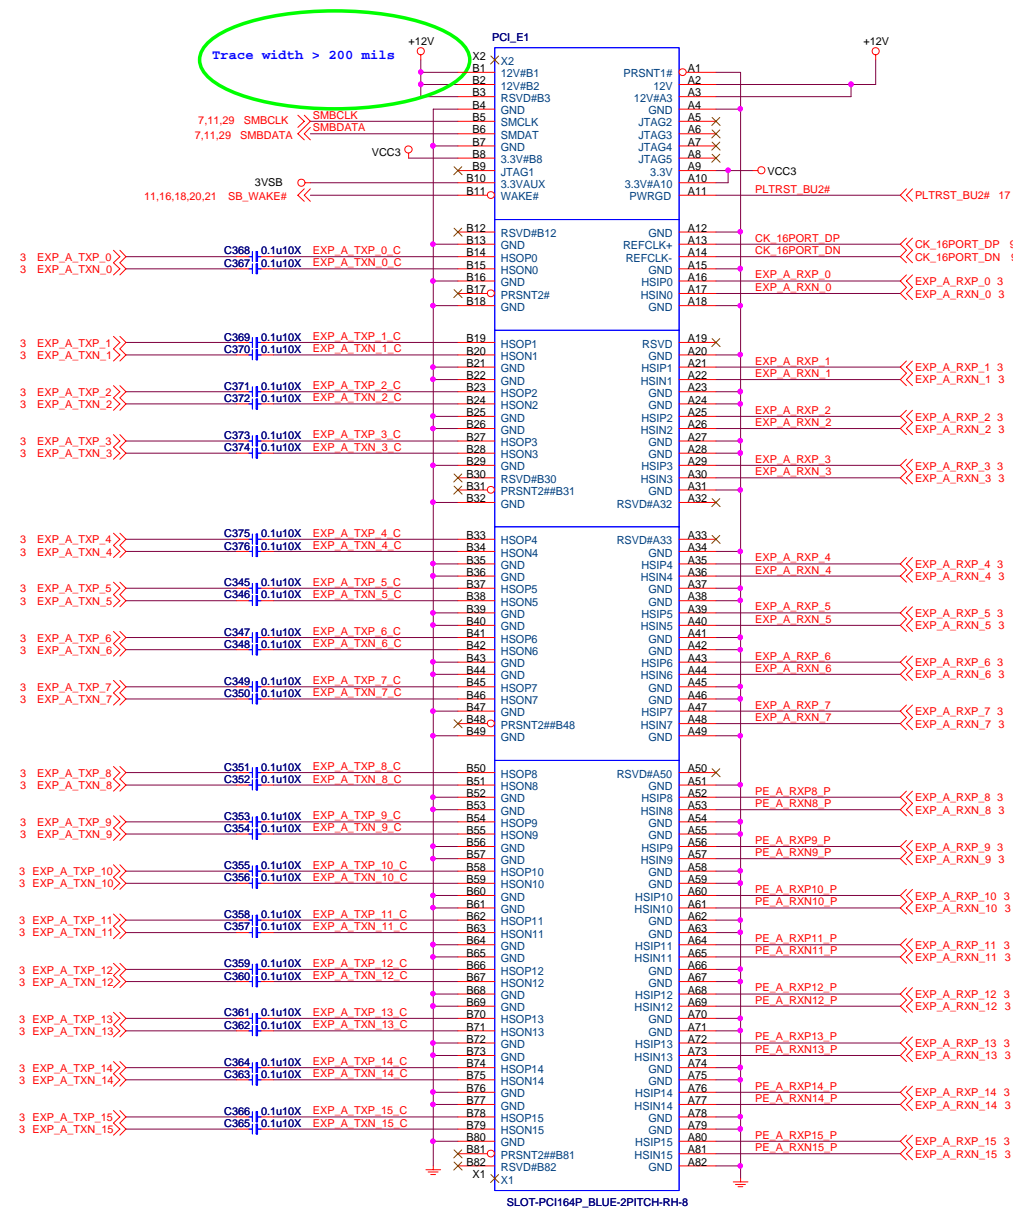 PCI_E1
+12V +12V
Trace width > 200 mils
X2 X2
B1 12V#B1 PRSNT1# A1
B2 12V#B2 12V A2
B3 RSVD#B3 12V#A3 A3
B4 GND GND A4
7,11,29 SMBCLK SMBCLK B5 SMCLK JTAG2 A5
7,11,29 SMBDATA SMBDATA B6 SMDAT JTAG3 A6
B7 GND JTAG4 A7
VCC3 B8 3.3V#B8 JTAG5 A8
B9 JTAG1 3.3V A9 VCC3
3VSB B10 3.3VAUX 3.3V#A10 A10
11,16,18,20,21 SB_WAKE# B11 WAKE# PWRGD A11 PLTRST_BU2# PLTRST_BU2# 17
B12 RSVD#B12 GND A12
B13 GND REFCLK+ A13 CK_16PORT_DP CK_16PORT_DP 9
3 EXP_A_TXP_0 C368 0.1u10X EXP_A_TXP_0_C B14 HSOP0 REFCLK- A14 CK_16PORT_DN CK_16PORT_DN 9
3 EXP_A_TXN_0 C367 0.1u10X EXP_A_TXN_0_C B15 HSON0 GND A15
B16 GND HSIP0 A16 EXP_A_RXP_0 EXP_A_RXP_0 3
B17 PRSNT2# HSIN0 A17 EXP_A_RXN_0 EXP_A_RXN_0 3
B18 GND GND A18
3 EXP_A_TXP_1 C369 0.1u10X EXP_A_TXP_1_C B19 HSOP1 RSVD A19
3 EXP_A_TXN_1 C370 0.1u10X EXP_A_TXN_1_C B20 HSON1 GND A20
B21 GND HSIP1 A21 EXP_A_RXP_1 EXP_A_RXP_1 3
B22 GND HSIN1 A22 EXP_A_RXN_1 EXP_A_RXN_1 3
3 EXP_A_TXP_2 C371 0.1u10X EXP_A_TXP_2_C B23 HSOP2 GND A23
3 EXP_A_TXN_2 C372 0.1u10X EXP_A_TXN_2_C B24 HSON2 GND A24
B25 GND HSIP2 A25 EXP_A_RXP_2 EXP_A_RXP_2 3
B26 GND HSIN2 A26 EXP_A_RXN_2 EXP_A_RXN_2 3
3 EXP_A_TXP_3 C373 0.1u10X EXP_A_TXP_3_C B27 HSOP3 GND A27
3 EXP_A_TXN_3 C374 0.1u10X EXP_A_TXN_3_C B28 HSON3 GND A28
B29 GND HSIP3 A29 EXP_A_RXP_3 EXP_A_RXP_3 3
B30 RSVD#B30 HSIN3 A30 EXP_A_RXN_3 EXP_A_RXN_3 3
B31 PRSNT2##B31 GND A31
B32 GND RSVD#A32 A32
3 EXP_A_TXP_4 C375 0.1u10X EXP_A_TXP_4_C B33 HSOP4 RSVD#A33 A33
3 EXP_A_TXN_4 C376 0.1u10X EXP_A_TXN_4_C B34 HSON4 GND A34
B35 GND HSIP4 A35 EXP_A_RXP_4 EXP_A_RXP_4 3
B36 GND HSIN4 A36 EXP_A_RXN_4 EXP_A_RXN_4 3
3 EXP_A_TXP_5 C345 0.1u10X EXP_A_TXP_5_C B37 HSOP5 GND A37
3 EXP_A_TXN_5 C346 0.1u10X EXP_A_TXN_5_C B38 HSON5 GND A38
B39 GND HSIP5 A39 EXP_A_RXP_5 EXP_A_RXP_5 3
B40 GND HSIN5 A40 EXP_A_RXN_5 EXP_A_RXN_5 3
3 EXP_A_TXP_6 C347 0.1u10X EXP_A_TXP_6_C B41 HSOP6 GND A41
3 EXP_A_TXN_6 C348 0.1u10X EXP_A_TXN_6_C B42 HSON6 GND A42
B43 GND HSIP6 A43 EXP_A_RXP_6 EXP_A_RXP_6 3
B44 GND HSIN6 A44 EXP_A_RXN_6 EXP_A_RXN_6 3
3 EXP_A_TXP_7 C349 0.1u10X EXP_A_TXP_7_C B45 HSOP7 GND A45
3 EXP_A_TXN_7 C350 0.1u10X EXP_A_TXN_7_C B46 HSON7 GND A46
B47 GND HSIP7 A47 EXP_A_RXP_7 EXP_A_RXP_7 3
B48 PRSNT2##B48 HSIN7 A48 EXP_A_RXN_7 EXP_A_RXN_7 3
B49 GND GND A49
3 EXP_A_TXP_8 C351 0.1u10X EXP_A_TXP_8_C B50 HSOP8 RSVD#A50 A50
3 EXP_A_TXN_8 C352 0.1u10X EXP_A_TXN_8_C B51 HSON8 GND A51
B52 GND HSIP8 A52 PE_A_RXP8_P EXP_A_RXP_8 3
B53 GND HSIN8 A53 PE_A_RXN8_P EXP_A_RXN_8 3
3 EXP_A_TXP_9 C353 0.1u10X EXP_A_TXP_9_C B54 HSOP9 GND A54
3 EXP_A_TXN_9 C354 0.1u10X EXP_A_TXN_9_C B55 HSON9 GND A55
B56 GND HSIP9 A56 PE_A_RXP9_P EXP_A_RXP_9 3
B57 GND HSIN9 A57 PE_A_RXN9_P EXP_A_RXN_9 3
3 EXP_A_TXP_10 C355 0.1u10X EXP_A_TXP_10_C B58 HSOP10 GND A58
3 EXP_A_TXN_10 C356 0.1u10X EXP_A_TXN_10_C B59 HSON10 GND A59
B60 GND HSIP10 A60 PE_A_RXP10_P EXP_A_RXP_10 3
B61 GND HSIN10 A61 PE_A_RXN10_P EXP_A_RXN_10 3
3 EXP_A_TXP_11 C358 0.1u10X EXP_A_TXP_11_C B62 HSOP11 GND A62
3 EXP_A_TXN_11 C357 0.1u10X EXP_A_TXN_11_C B63 HSON11 GND A63
B64 GND HSIP11 A64 PE_A_RXP11_P EXP_A_RXP_11 3
B65 GND HSIN11 A65 PE_A_RXN11_P EXP_A_RXN_11 3
3 EXP_A_TXP_12 C359 0.1u10X EXP_A_TXP_12_C B66 HSOP12 GND A66
3 EXP_A_TXN_12 C360 0.1u10X EXP_A_TXN_12_C B67 HSON12 GND A67
B68 GND HSIP12 A68 PE_A_RXP12_P EXP_A_RXP_12 3
B69 GND HSIN12 A69 PE_A_RXN12_P EXP_A_RXN_12 3
3 EXP_A_TXP_13 C361 0.1u10X EXP_A_TXP_13_C B70 HSOP13 GND A70
3 EXP_A_TXN_13 C362 0.1u10X EXP_A_TXN_13_C B71 HSON13 GND A71
B72 GND HSIP13 A72 PE_A_RXP13_P EXP_A_RXP_13 3
B73 GND HSIN13 A73 PE_A_RXN13_P EXP_A_RXN_13 3
3 EXP_A_TXP_14 C364 0.1u10X EXP_A_TXP_14_C B74 HSOP14 GND A74
3 EXP_A_TXN_14 C363 0.1u10X EXP_A_TXN_14_C B75 HSON14 GND A75
B76 GND HSIP14 A76 PE_A_RXP14_P EXP_A_RXP_14 3
B77 GND HSIN14 A77 PE_A_RXN14_P EXP_A_RXN_14 3
3 EXP_A_TXP_15 C366 0.1u10X EXP_A_TXP_15_C B78 HSOP15 GND A78
3 EXP_A_TXN_15 C365 0.1u10X EXP_A_TXN_15_C B79 HSON15 GND A79
B80 GND HSIP15 A80 PE_A_RXP15_P EXP_A_RXP_15 3
B81 PRSNT2##B81 HSIN15 A81 PE_A_RXN15_P EXP_A_RXN_15 3
B82 RSVD#B82 GND A82
X1 X1
SLOT-PCI164P_BLUE-2PITCH-RH-8